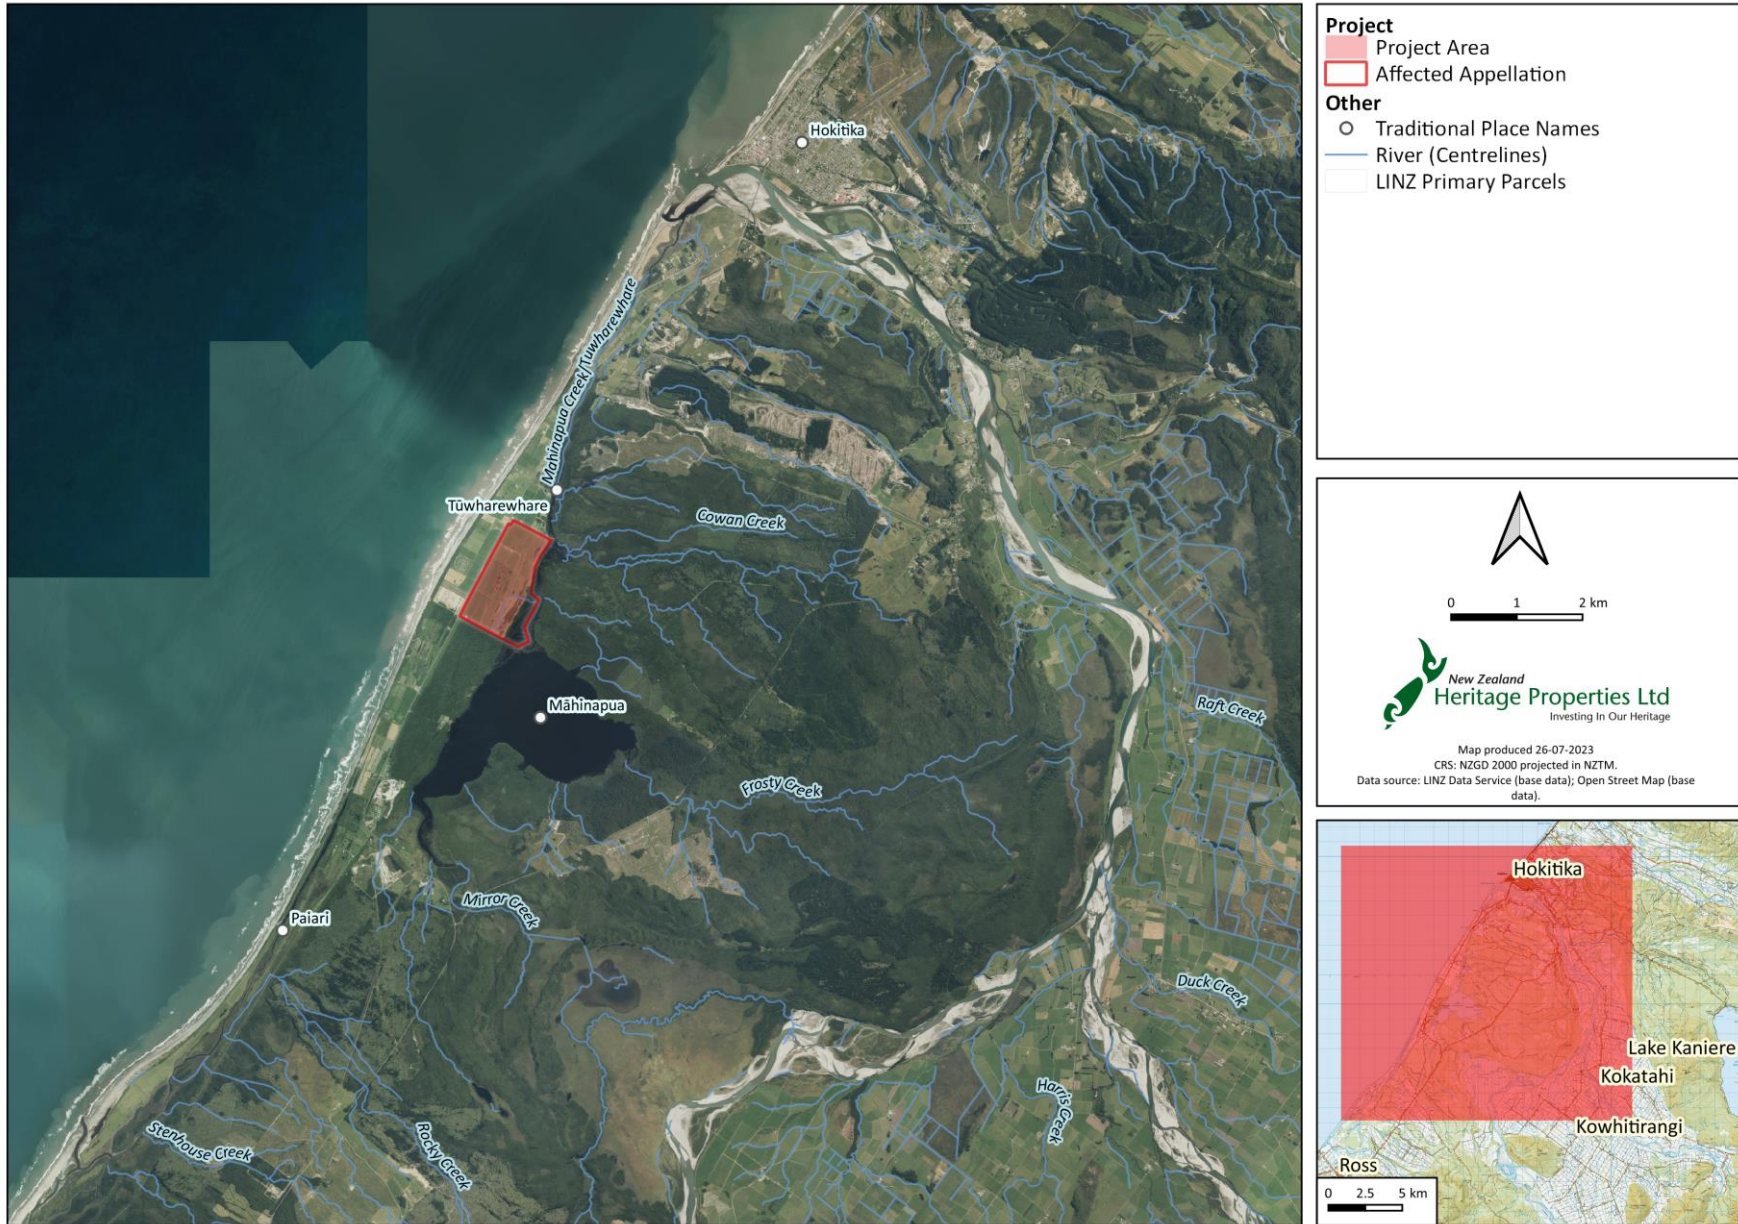 Hokitika
Mahinapua Creek/Tūwharewhare
Tūwharewhare
Cowan Creek
Māhinapua
Raft Creek
Frosty Creek
Mirror Creek
Paiari
Duck Creek
Harris Creek
Stenhouse Creek
Rocky Creek
Project
Project Area
Affected Appellation
Other
Traditional Place Names
River (Centrelines)
LINZ Primary Parcels
0 1 2 km
New Zealand
Heritage Properties Ltd
Investing In Our Heritage
Map produced 26-07-2023
CRS: NZGD 2000 projected in NZTM.
Data source: LINZ Data Service (base data); Open Street Map (base
data).
Hokitika
Lake Kaniere
Kokatahi
Kowhitirangi
Ross
0 2.5 5 km